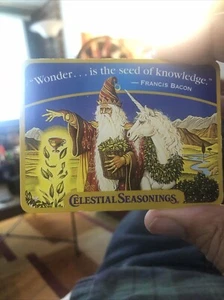 "Wonder. . . is the seed of knowledge."
— FRANCIS BACON
CELESTIAL SEASONINGS